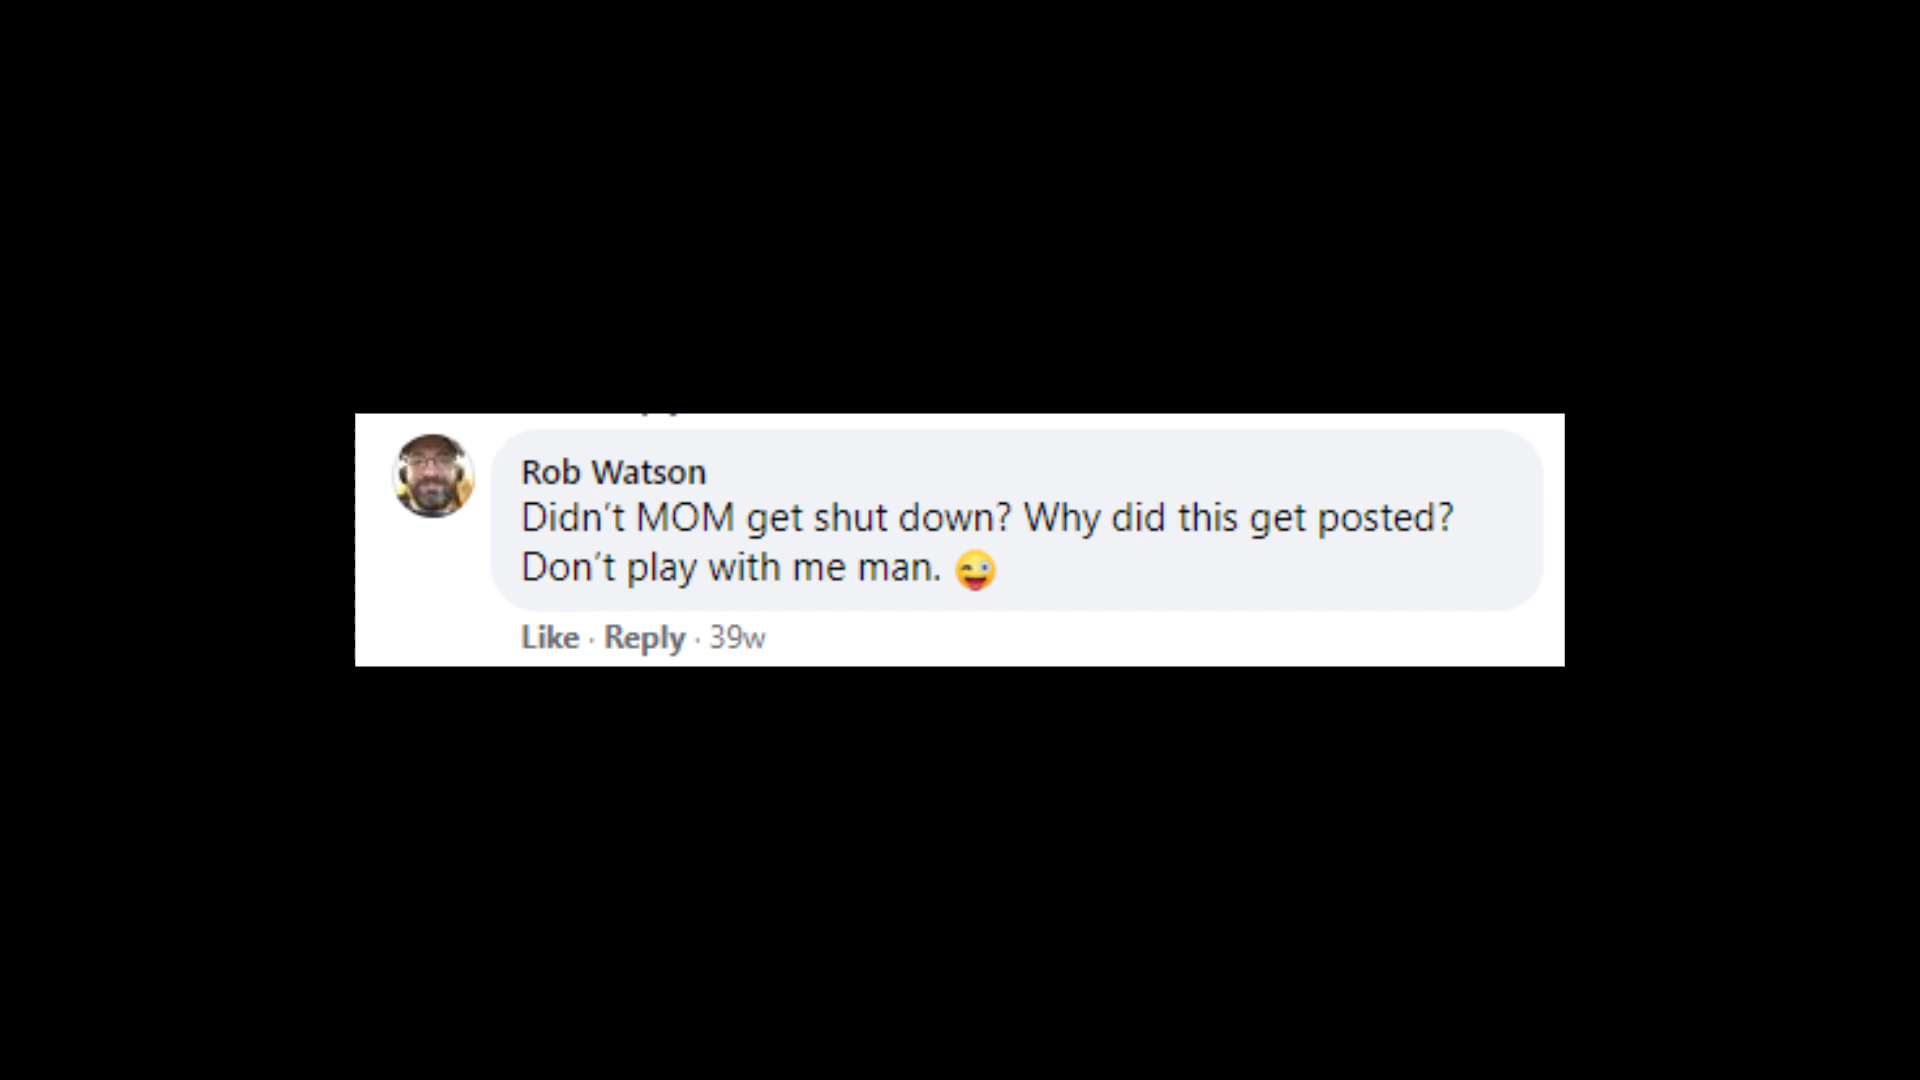 Rob Watson
Didn’t MOM get shut down? Why did this get posted?
Don’t play with me man. 😜
Like · Reply · 39w